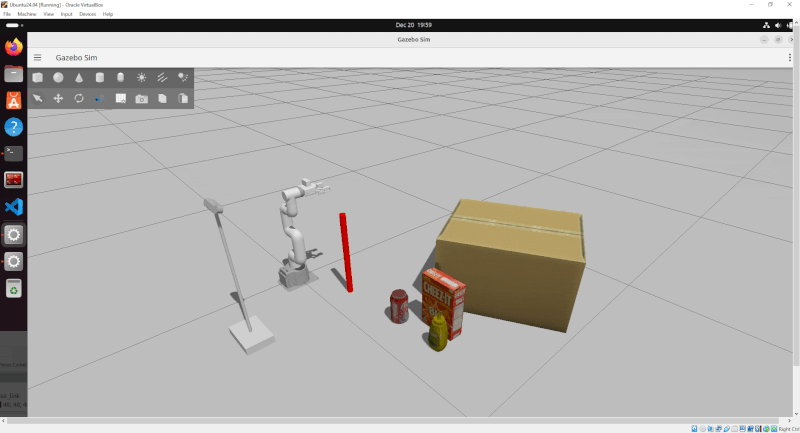 Ubuntu24.04 [Running] - Oracle VirtualBox
File Machine View Input Devices Help
Dec 20 19:59
Gazebo Sim
Gazebo Sim
CHEEZ-IT
Right Ctrl